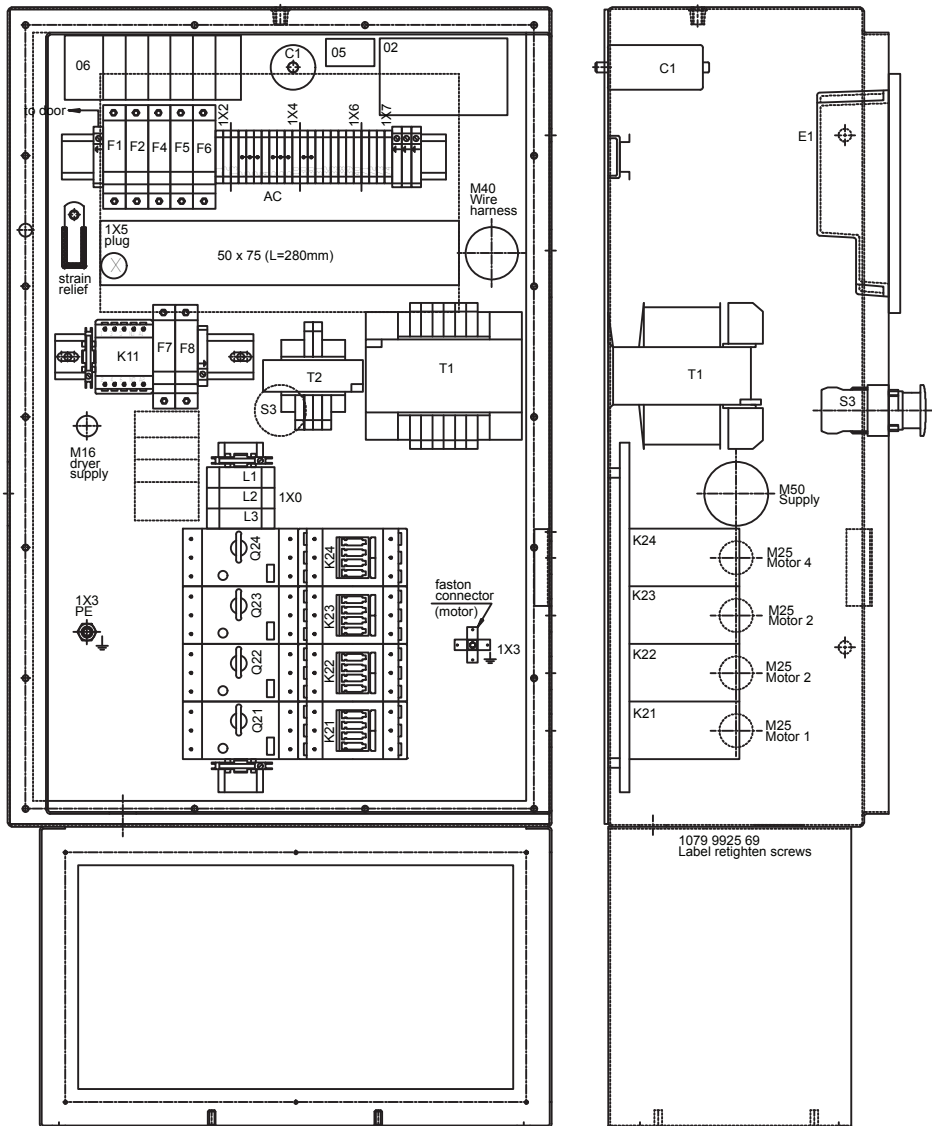 06
C1
05
02
to door
F1
F2
F4
F5
F6
1X2
1X4
1X6
1X7
AC
M40
Wire
harness
1X5
plug
50 x 75 (L=280mm)
strain
relief
K11
F7
F8
T2
T1
S3
M16
dryer
supply
L1
L2
1X0
L3
Q24
K24
Q23
K23
Q22
K22
Q21
K21
1X3
PE
faston
connector
(motor)
1X3
C1
E1
T1
S3
M50
Supply
K24
M25
Motor 4
K23
M25
Motor 2
K22
M25
Motor 2
K21
M25
Motor 1
1079 9925 69
Label retighten screws